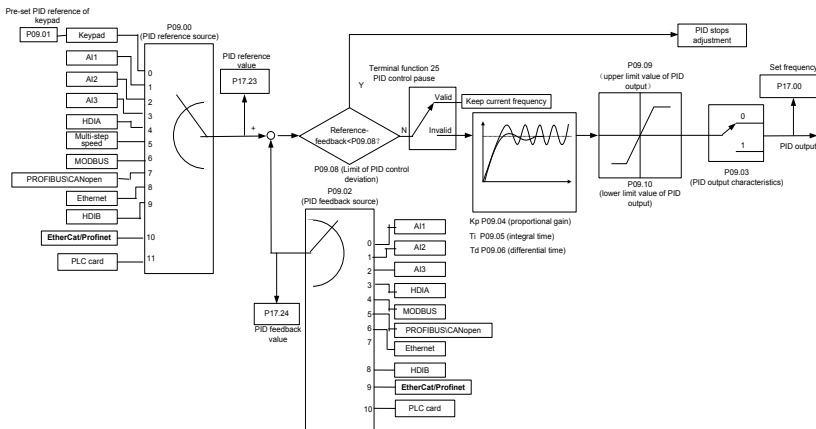 Pre-set PID reference of
keypad
P09.01
Keypad
AI1
AI2
AI3
HDIA
Multi-step
speed
MODBUS
PROFIBUS\CANopen
Ethernet
HDIB
EtherCat/Profinet
PLC card
P09.00
(PID reference source)
0
1
2
3
4
5
6
7
8
9
10
11
PID reference
value
P17.23
+
-
P17.24
PID feedback
value
Reference-
feedback<P09.08?
Y
N
P09.08 (Limit of PID control
deviation)
P09.02
(PID feedback source)
0
1
2
3
4
5
6
7
8
9
10
AI1
AI2
AI3
HDIA
MODBUS
PROFIBUS\CANopen
Ethernet
HDIB
EtherCat/Profinet
PLC card
Terminal function 25
PID control pause
Valid
Invalid
Keep current frequency
PID stops
adjustment
Kp P09.04 (proportional gain)
Ti P09.05 (integral time)
Td P09.06 (differential time)
P09.09
(upper limit value of PID
output)
P09.10
(lower limit value of PID
output)
0
1
P09.03
(PID output characteristics)
Set frequency
P17.00
PID output